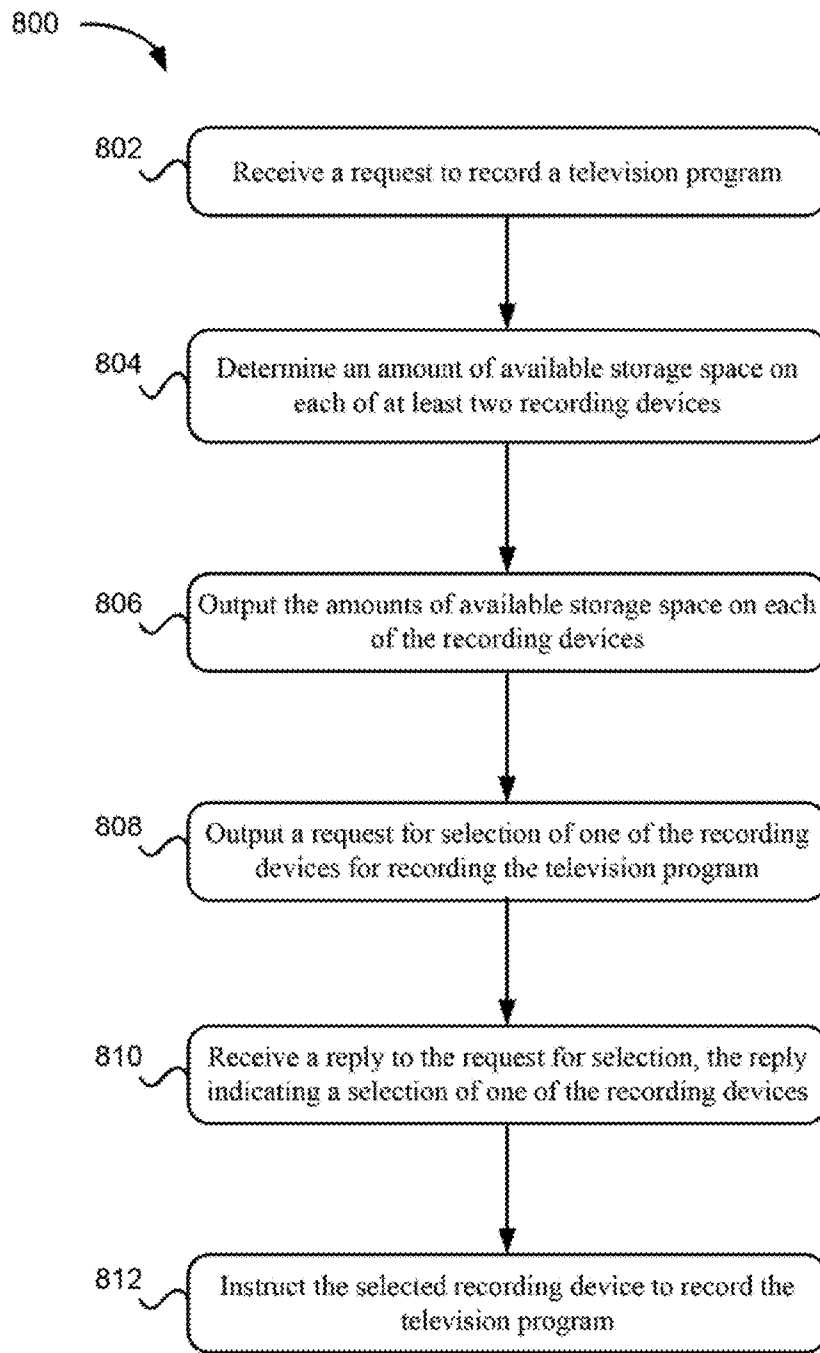 800
802
Receive a request to record a television program
804
Determine an amount of available storage space on
each of at least two recording devices
806
Output the amounts of available storage space on each
of the recording devices
808
Output a request for selection of one of the recording
devices for recording the television program
810
Receive a reply to the request for selection, the reply
indicating a selection of one of the recording devices
812
Instruct the selected recording device to record the
television program